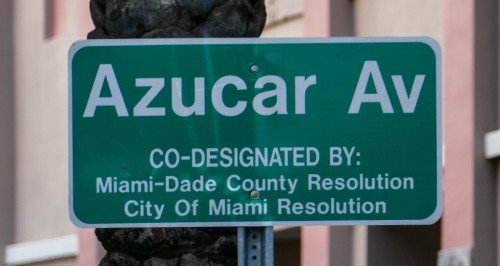 Azucar Av
CO-DESIGNATED BY:
Miami-Dade County Resolution
City Of Miami Resolution